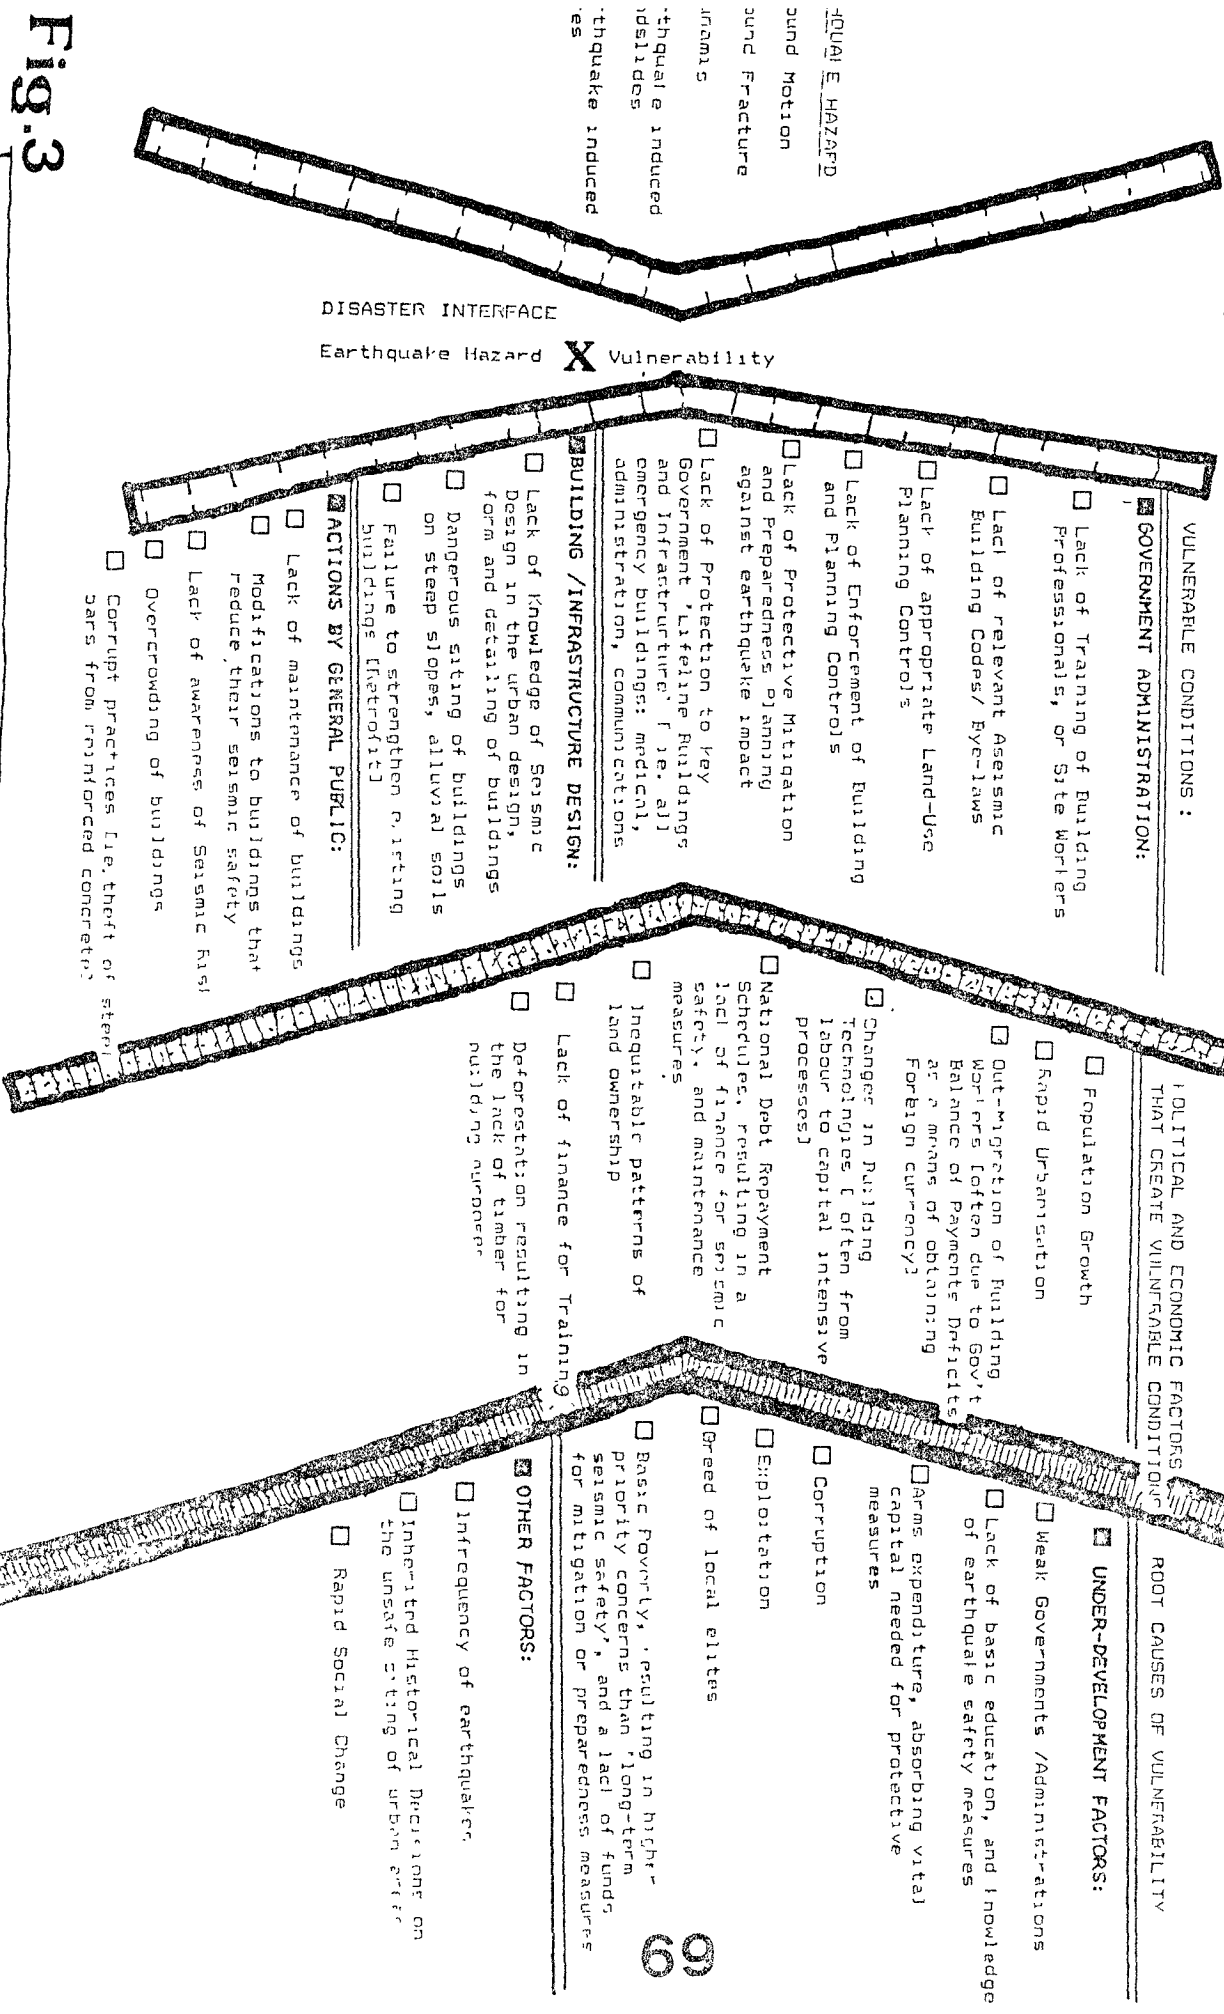 Fig.3
HAZARD
Motion
Fracture
induced
induced
DISASTER INTERFACE
Earthquake Hazard X Vulnerability
VULNERABLE CONDITIONS :
GOVERNMENT ADMINISTRATION:
Lack of Training of Building
Professionals, or Site Workers
Lack of relevant Aseismic
Building Codes/ Bye-laws
Lack of appropriate Land-Use
Planning Controls
Lack of Enforcement of Building
and Planning Controls
Lack of Protective Mitigation
and Preparedness Planning
against earthquake impact
Lack of Protection to Key
Government 'Lifeline Buildings
and Infrastructure' [ ie. all
emergency buildings: medical,
administration, communications
BUILDING /INFRASTRUCTURE DESIGN:
Lack of Knowledge of Seismic
Design in the urban design,
form and detailing of buildings
Dangerous siting of buildings
on steep slopes, alluvial soils
Failure to strengthen existing
buildings [Retrofit]
ACTIONS BY GENERAL PUBLIC:
Lack of maintenance of buildings
Modifications to buildings that
reduce their seismic safety
Lack of awareness of Seismic Risk
Overcrowding of buildings
Corrupt practices [ie. theft of steel
bars from reinforced concrete]
POLITICAL AND ECONOMIC FACTORS
THAT CREATE VULNERABLE CONDITIONS
Population Growth
Rapid Urbanisation
Out-Migration of Building
Workers [often due to Gov't
Balance of Payments Deficits
as a means of obtaining
Foreign currency]
Changes in Building
Technologies [ often from
labour to capital intensive
processes]
National Debt Repayment
Schedules, resulting in a
lack of finance for seismic
safety, and maintenance
measures
Inequitable patterns of
land ownership
Lack of finance for Training
Deforestation resulting in
the lack of timber for
building purposes
ROOT CAUSES OF VULNERABILITY
UNDER-DEVELOPMENT FACTORS:
Weak Governments /Administrations
Lack of basic education, and knowledge
of earthquake safety measures
Arms expenditure, absorbing vital
capital needed for protective
measures
Corruption
Exploitation
Greed of local elites
Basic Poverty, resulting in higher
priority concerns than 'long-term
seismic safety', and a lack of funds
for mitigation or preparedness measures
OTHER FACTORS:
Infrequency of earthquakes
Inherited Historical Decisions on
the unsafe siting of urban areas
Rapid Social Change
69